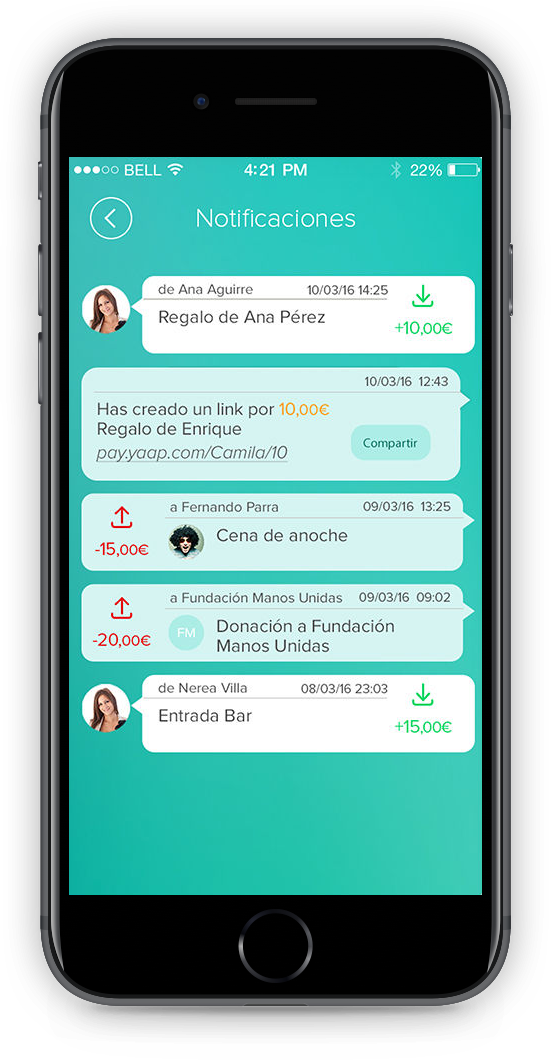 BELL 4:21 PM 22%
Notificaciones
de Ana Aguirre 10/03/16 14:25
Regalo de Ana Pérez
+10,00€
10/03/16 12:43
Has creado un link por 10,00€
Regalo de Enrique
pay.yaap.com/Camila/10
Compartir
a Fernando Parra 09/03/16 13:25
Cena de anoche
-15,00€
a Fundación Manos Unidas 09/03/16 09:02
FM
Donación a Fundación
Manos Unidas
-20,00€
de Nerea Villa 08/03/16 23:03
Entrada Bar
+15,00€